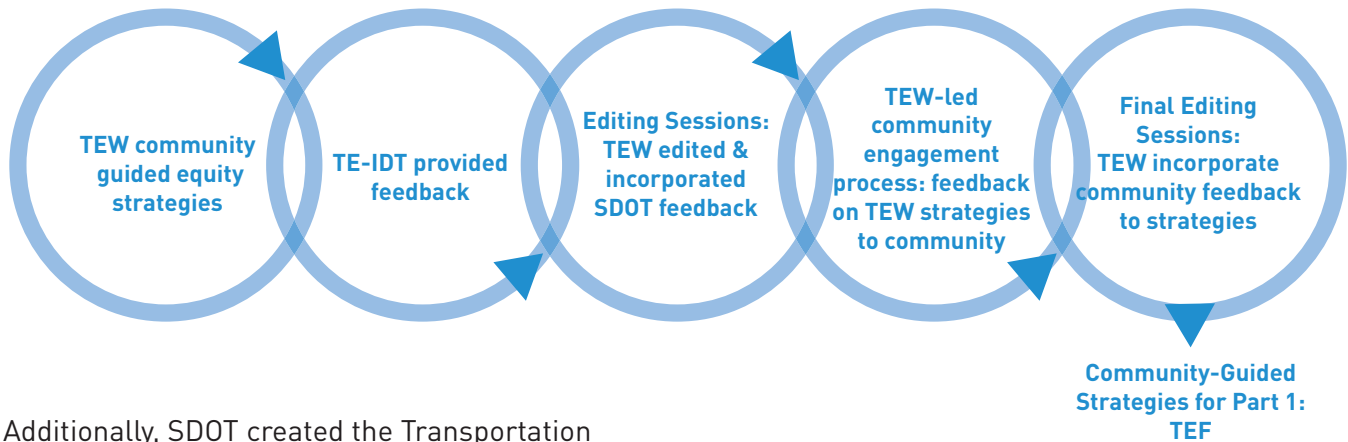 TEW community
guided equity
strategies
TE-IDT provided
feedback
Editing Sessions:
TEW edited &
incorporated
SDOT feedback
TEW-led
community
engagement
process: feedback
on TEW strategies
to community
Final Editing
Sessions:
TEW incorporate
community feedback
to strategies
Community-Guided
Strategies for Part 1:
TEF
Additionally, SDOT created the Transportation